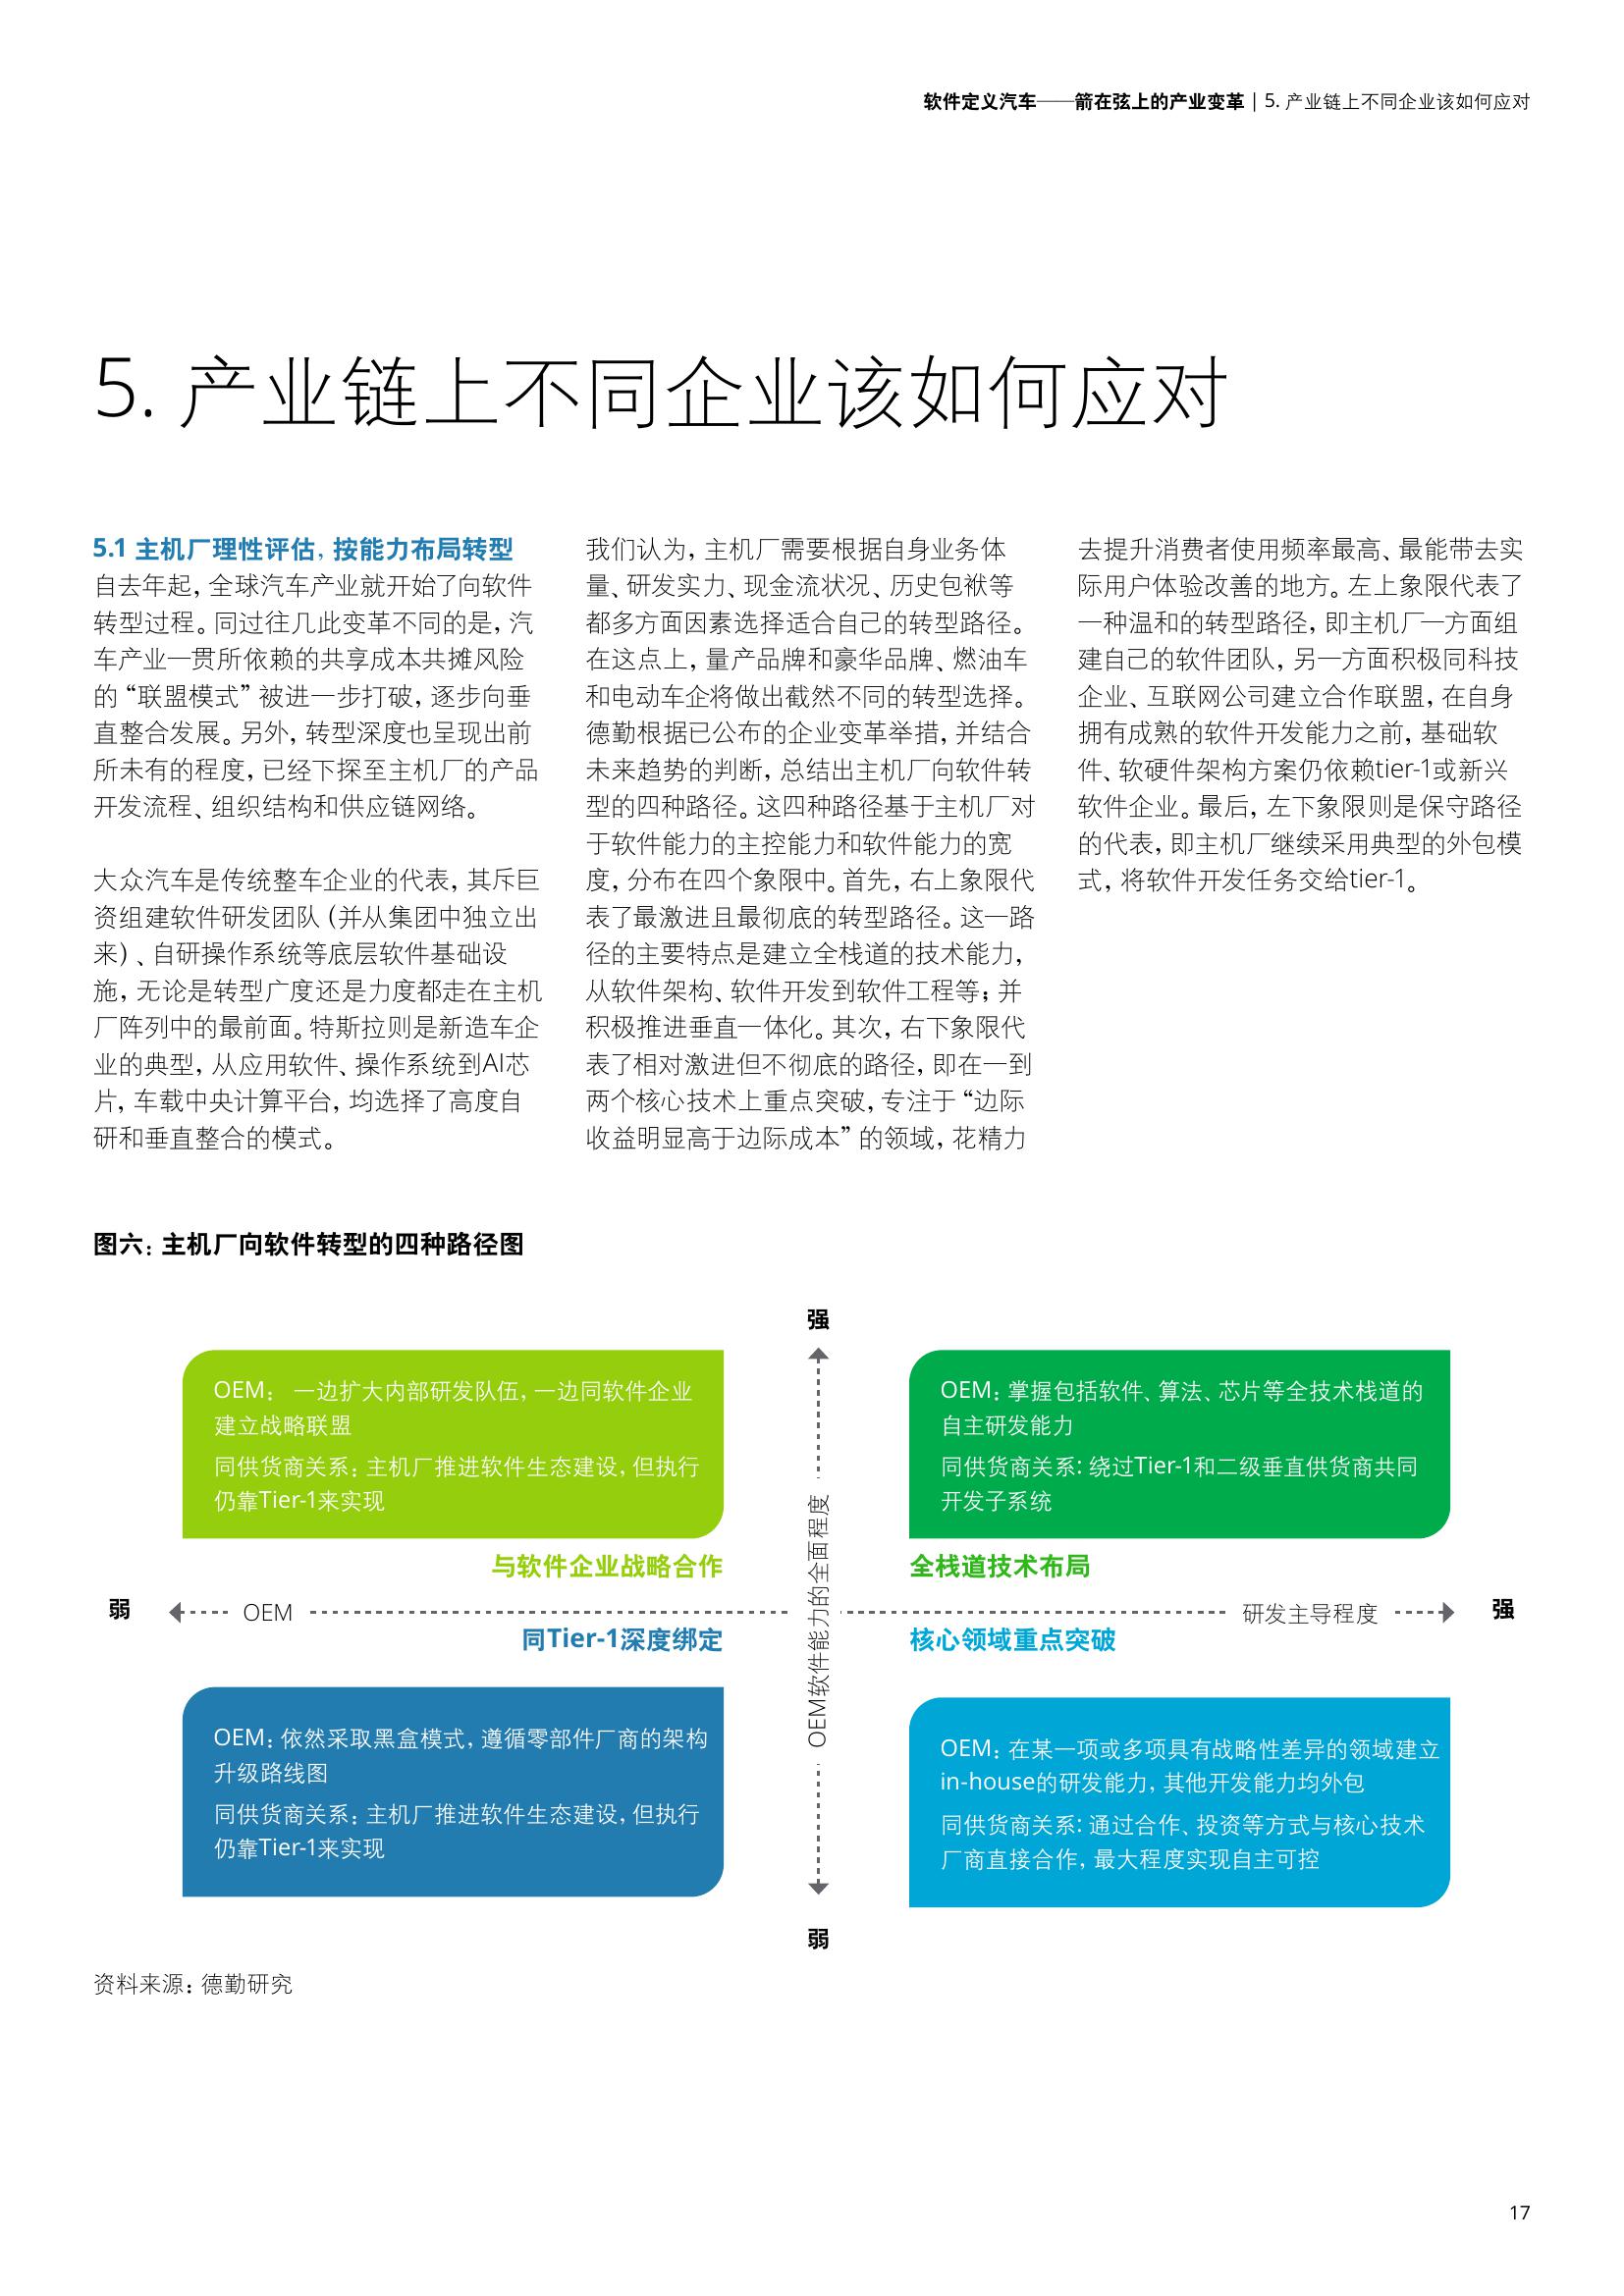 软件定义汽车——箭在弦上的产业变革 | 5. 产业链上不同企业该如何应对
5. 产业链上不同企业该如何应对
5.1 主机厂理性评估，按能力布局转型
自去年起，全球汽车产业就开始了向软件
转型过程。同过往几此变革不同的是，汽
车产业一贯所依赖的共享成本共摊风险
的“联盟模式”被进一步打破，逐步向垂
直整合发展。另外，转型深度也呈现出前
所未有的程度，已经下探至主机厂的产品
开发流程、组织结构和供应链网络。
大众汽车是传统整车企业的代表，其斥巨
资组建软件研发团队（并从集团中独立出
来）、自研操作系统等底层软件基础设
施，无论是转型广度还是力度都走在主机
厂阵列中的最前面。特斯拉则是新造车企
业的典型，从应用软件、操作系统到AI芯
片，车载中央计算平台，均选择了高度自
研和垂直整合的模式。
我们认为，主机厂需要根据自身业务体
量、研发实力、现金流状况、历史包袱等
都多方面因素选择适合自己的转型路径。
在这点上，量产品牌和豪华品牌、燃油车
和电动车企将做出截然不同的转型选择。
德勤根据已公布的企业变革举措，并结合
未来趋势的判断，总结出主机厂向软件转
型的四种路径。这四种路径基于主机厂对
于软件能力的主控能力和软件能力的宽
度，分布在四个象限中。首先，右上象限代
表了最激进且最彻底的转型路径。这一路
径的主要特点是建立全栈道的技术能力，
从软件架构、软件开发到软件工程等；并
积极推进垂直一体化。其次，右下象限代
表了相对激进但不彻底的路径，即在一到
两个核心技术上重点突破，专注于“边际
收益明显高于边际成本”的领域，花精力
去提升消费者使用频率最高、最能带去实
际用户体验改善的地方。左上象限代表了
一种温和的转型路径，即主机厂一方面组
建自己的软件团队，另一方面积极同科技
企业、互联网公司建立合作联盟，在自身
拥有成熟的软件开发能力之前，基础软
件、软硬件架构方案仍依赖tier-1或新兴
软件企业。最后，左下象限则是保守路径
的代表，即主机厂继续采用典型的外包模
式，将软件开发任务交给tier-1。
图六：主机厂向软件转型的四种路径图
强
OEM： 一边扩大内部研发队伍，一边同软件企业
建立战略联盟
同供货商关系：主机厂推进软件生态建设，但执行
仍靠Tier-1来实现
与软件企业战略合作
OEM：掌握包括软件、算法、芯片等全技术栈道的
自主研发能力
同供货商关系：绕过Tier-1和二级垂直供货商共同
开发子系统
全栈道技术布局
弱
OEM
OEM软件能力的全面程度
研发主导程度
强
同Tier-1深度绑定
OEM：依然采取黑盒模式，遵循零部件厂商的架构
升级路线图
同供货商关系：主机厂推进软件生态建设，但执行
仍靠Tier-1来实现
核心领域重点突破
OEM：在某一项或多项具有战略性差异的领域建立
in-house的研发能力，其他开发能力均外包
同供货商关系：通过合作、投资等方式与核心技术
厂商直接合作，最大程度实现自主可控
弱
资料来源：德勤研究
17